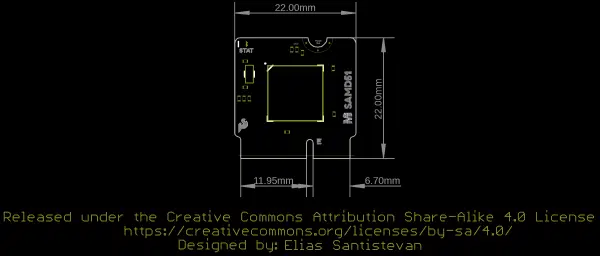 22.00mm
STAT
22.00mm
M SAMD51
E
11.95mm
6.70mm
Released under the Creative Commons Attribution Share-Alike 4.0 License
https://creativecommons.org/licenses/by-sa/4.0/
Designed by: Elias Santistevan